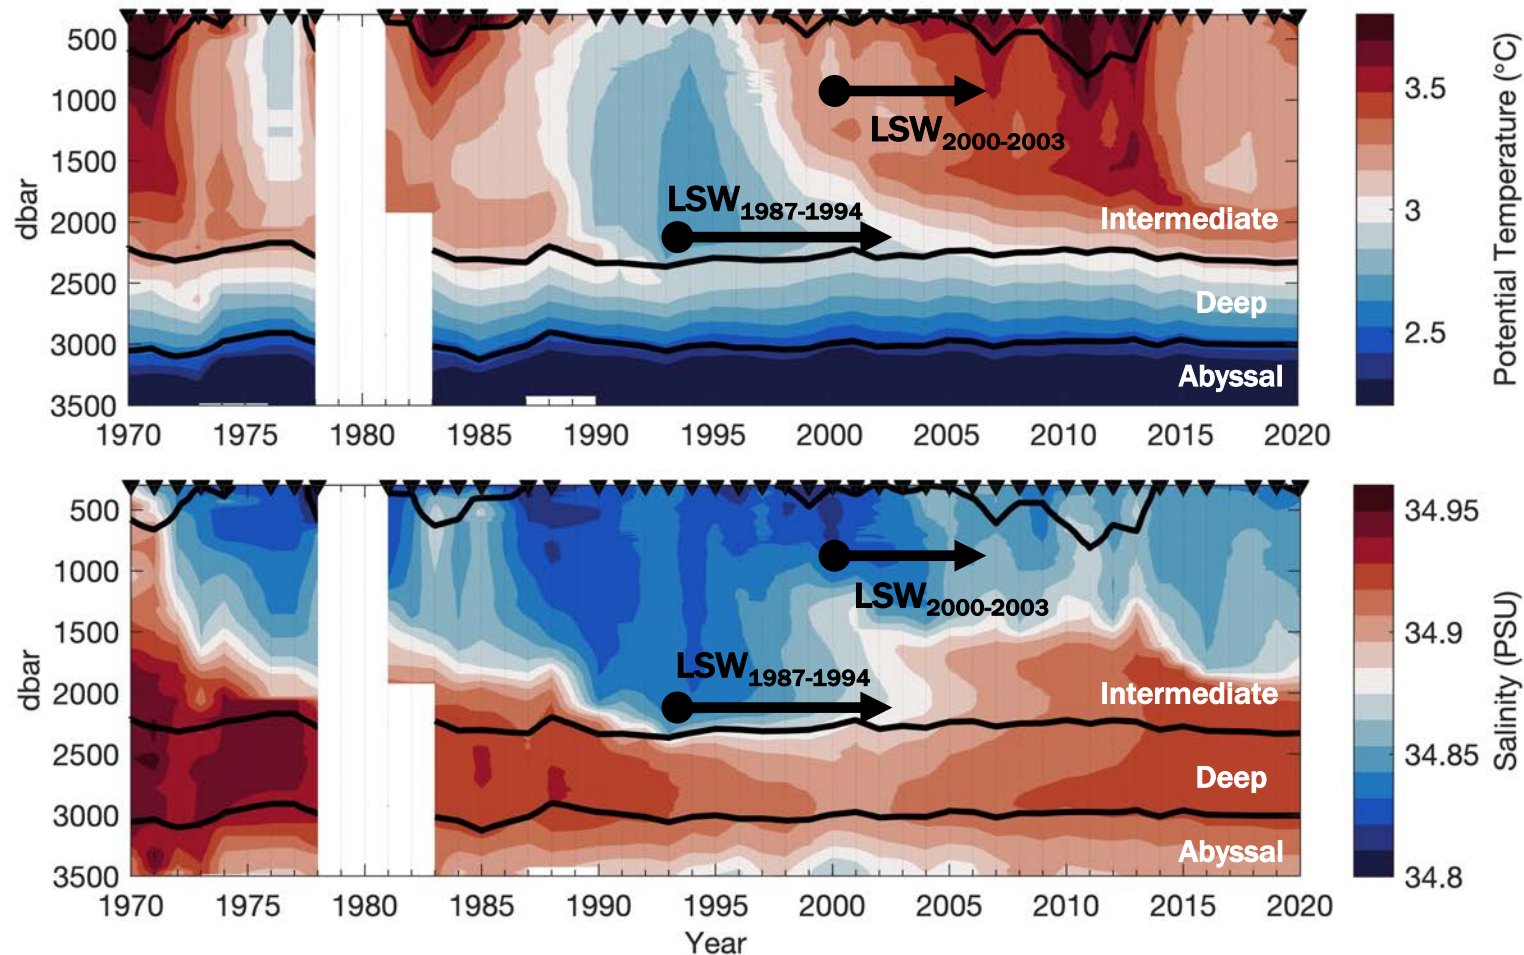 500
1000
1500
2000
2500
3000
3500
dbar
LSW2000-2003
LSW1987-1994
Intermediate
Deep
Abyssal
1970 1975 1980 1985 1990 1995 2000 2005 2010 2015 2020
3.5
3
2.5
Potential Temperature (°C)
500
1000
1500
2000
2500
3000
3500
dbar
LSW2000-2003
LSW1987-1994
Intermediate
Deep
Abyssal
1970 1975 1980 1985 1990 1995 2000 2005 2010 2015 2020
Year
34.95
34.9
34.85
34.8
Salinity (PSU)